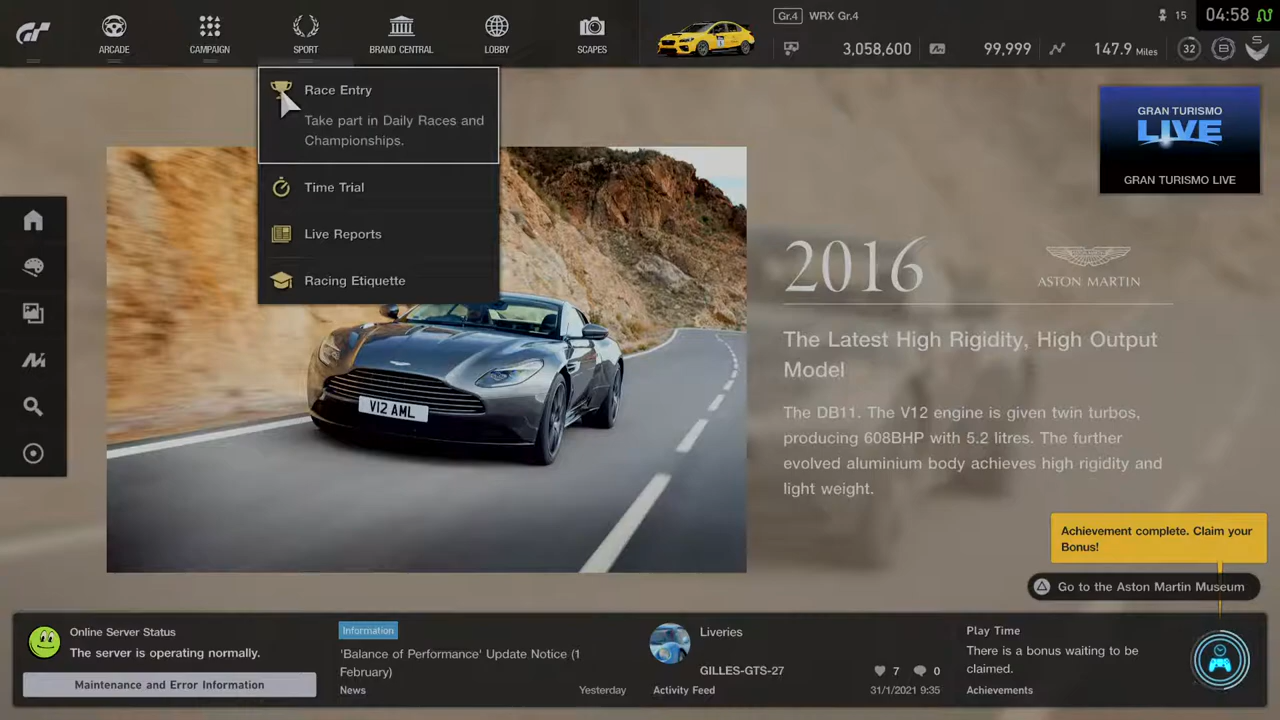 ARCADE
CAMPAIGN
SPORT
BRAND CENTRAL
LOBBY
SCAPES
Gr.4 WRX Gr.4
3,058,600
99,999
147.9 Miles
15
04:58
32
B
S
Race Entry
Take part in Daily Races and
Championships.
Time Trial
Live Reports
Racing Etiquette
GRAN TURISMO
LIVE
GRAN TURISMO LIVE
V12 AML
2016
ASTON MARTIN
The Latest High Rigidity, High Output
Model
The DB11. The V12 engine is given twin turbos,
producing 608BHP with 5.2 litres. The further
evolved aluminium body achieves high rigidity and
light weight.
Achievement complete. Claim your
Bonus!
Go to the Aston Martin Museum
Online Server Status
The server is operating normally.
Maintenance and Error Information
Information
'Balance of Performance' Update Notice (1
February)
News Yesterday
Liveries
GILLES-GTS-27
7 0
Activity Feed 31/1/2021 9:35
Play Time
There is a bonus waiting to be
claimed.
Achievements